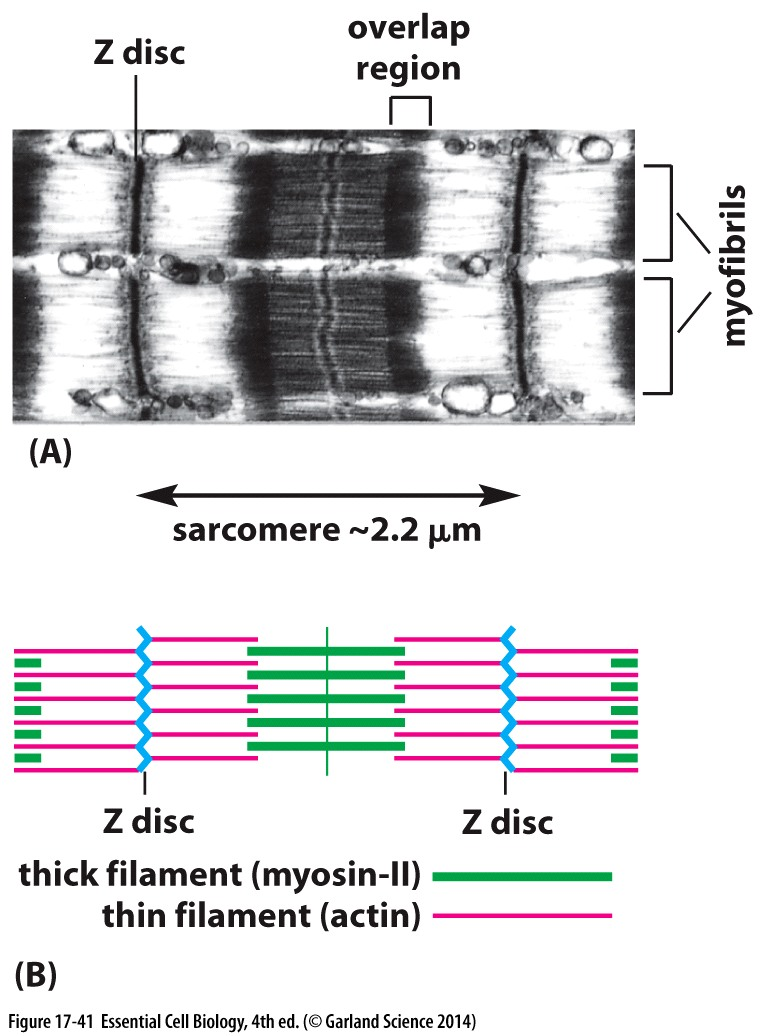 Z disc
overlap
region
myofibrils
(A)
sarcomere ~2.2 μm
Z disc
Z disc
thick filament (myosin-II)
thin filament (actin)
(B)
Figure 17-41 Essential Cell Biology, 4th ed. (© Garland Science 2014)